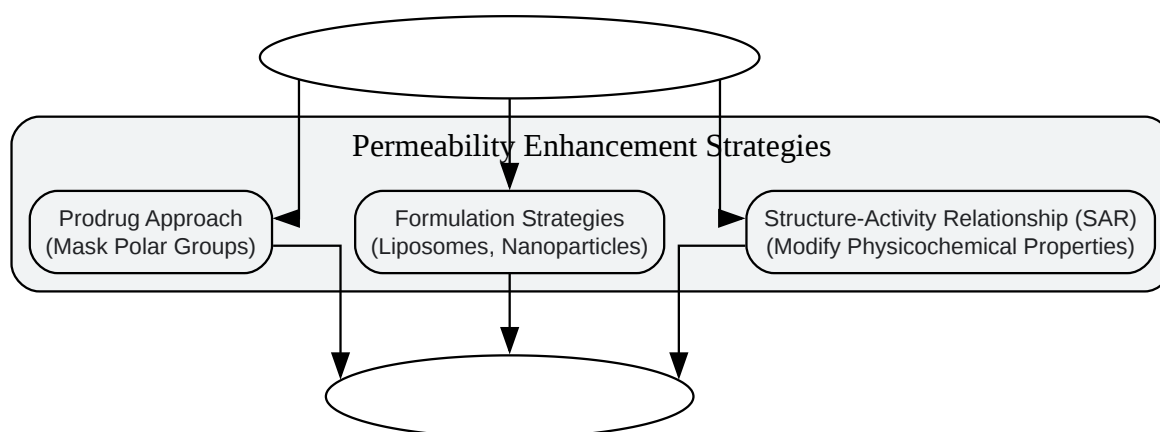 Permeability Enhancement Strategies
Prodrug Approach
(Mask Polar Groups)
Formulation Strategies
(Liposomes, Nanoparticles)
Structure-Activity Relationship (SAR)
(Modify Physicochemical Properties)